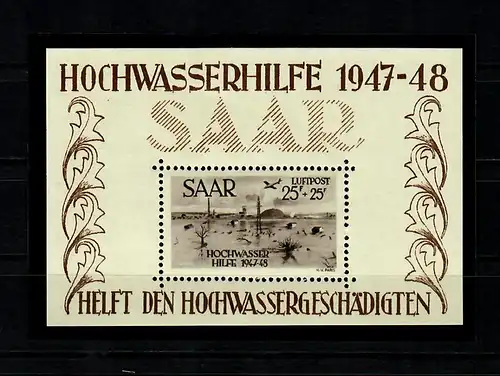 HOCHWASSERHILFE 1947-48
SAAR
SAAR
LUFTPOST
25F+25F
HOCHWASSER
HILFE 1947-48
HELFT DEN HOCHWASSERGESCHÄDIGTEN